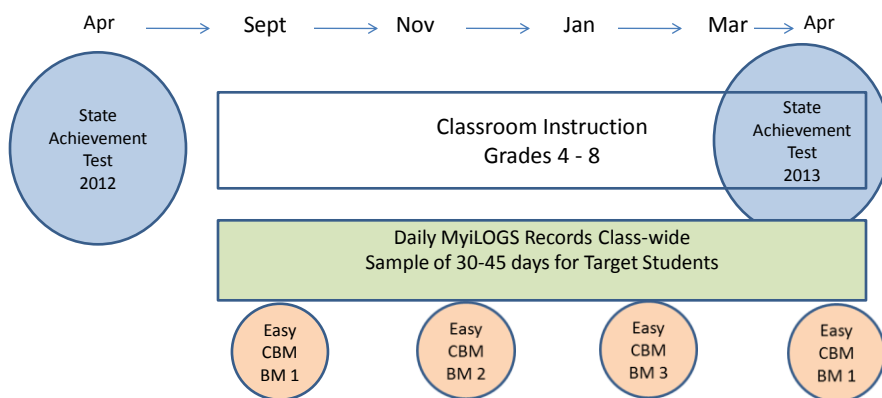 Apr Sept Nov Jan Mar Apr
State
Achievement
Test
2012
Classroom Instruction
Grades 4 - 8
State
Achievement
Test
2013
Daily MyiLOGS Records Class-wide
Sample of 30-45 days for Target Students
Easy
CBM
BM 1
Easy
CBM
BM 2
Easy
CBM
BM 3
Easy
CBM
BM 1